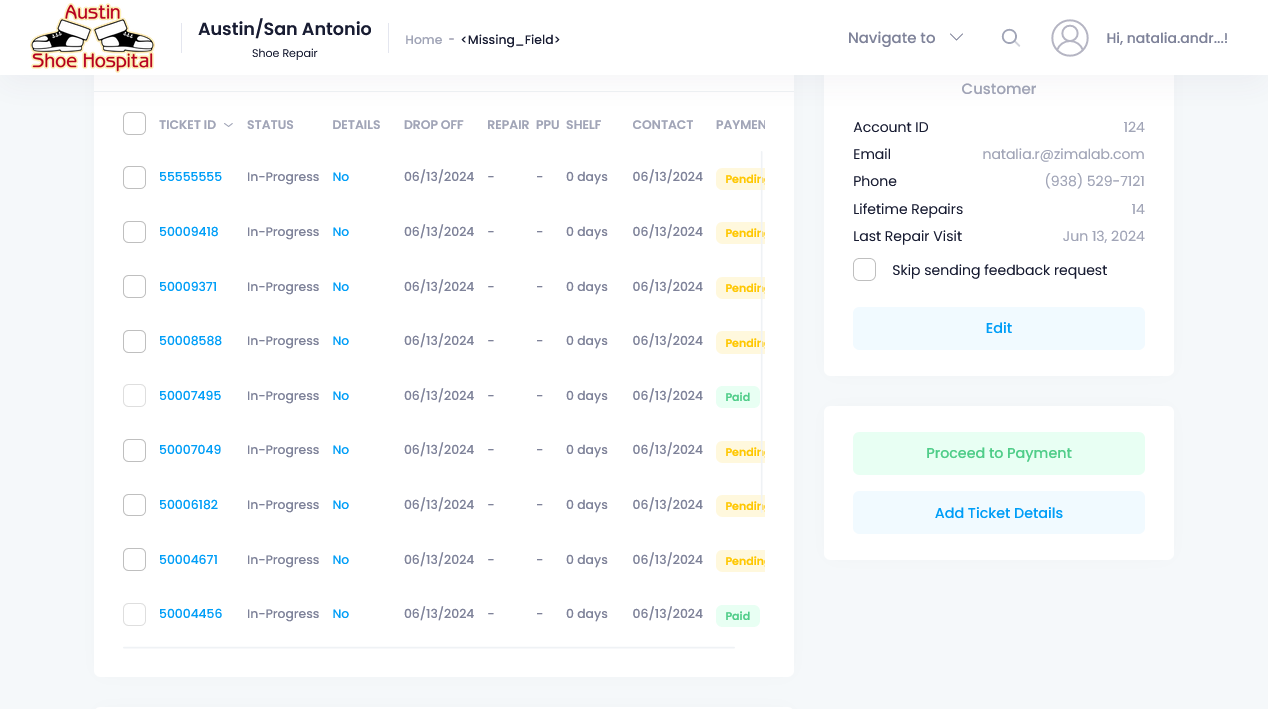 Austin
Shoe Hospital
Austin/San Antonio
Shoe Repair
Home - <Missing_Field>
Navigate to
Hi, natalia.andr...!
TICKET ID STATUS DETAILS DROP OFF REPAIR PPU SHELF CONTACT PAYMEN
55555555 In-Progress No 06/13/2024 - - 0 days 06/13/2024 Pending
50009418 In-Progress No 06/13/2024 - - 0 days 06/13/2024 Pending
50009371 In-Progress No 06/13/2024 - - 0 days 06/13/2024 Pending
50008588 In-Progress No 06/13/2024 - - 0 days 06/13/2024 Pending
50007495 In-Progress No 06/13/2024 - - 0 days 06/13/2024 Paid
50007049 In-Progress No 06/13/2024 - - 0 days 06/13/2024 Pending
50006182 In-Progress No 06/13/2024 - - 0 days 06/13/2024 Pending
50004671 In-Progress No 06/13/2024 - - 0 days 06/13/2024 Pending
50004456 In-Progress No 06/13/2024 - - 0 days 06/13/2024 Paid
Customer
Account ID 124
Email natalia.r@zimalab.com
Phone (938) 529-7121
Lifetime Repairs 14
Last Repair Visit Jun 13, 2024
Skip sending feedback request
Edit
Proceed to Payment
Add Ticket Details